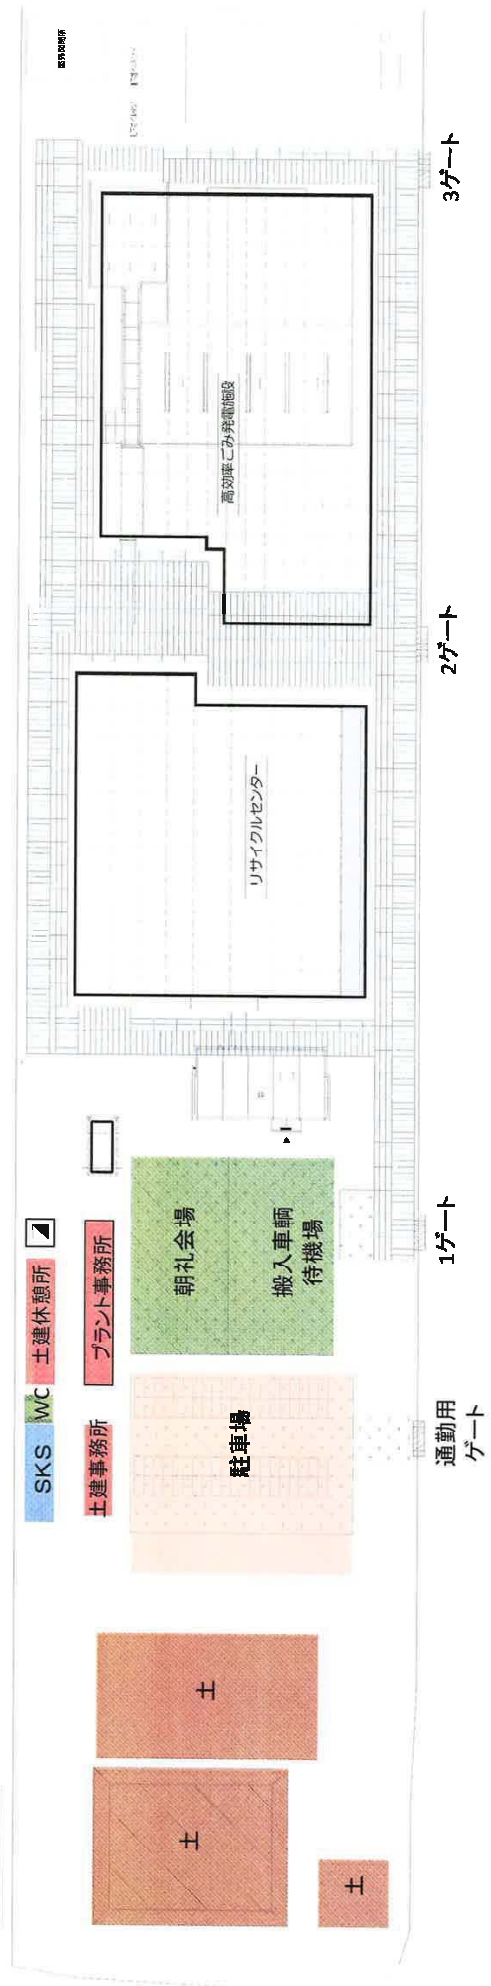 SKS
WC
土建休憩所
土建事務所
プラント事務所
土
土
土
駐車場
朝礼会場
搬入車輌
待機場
リサイクルセンター
高効率ごみ発電施設
通勤用
ゲート
1ゲート
2ゲート
3ゲート